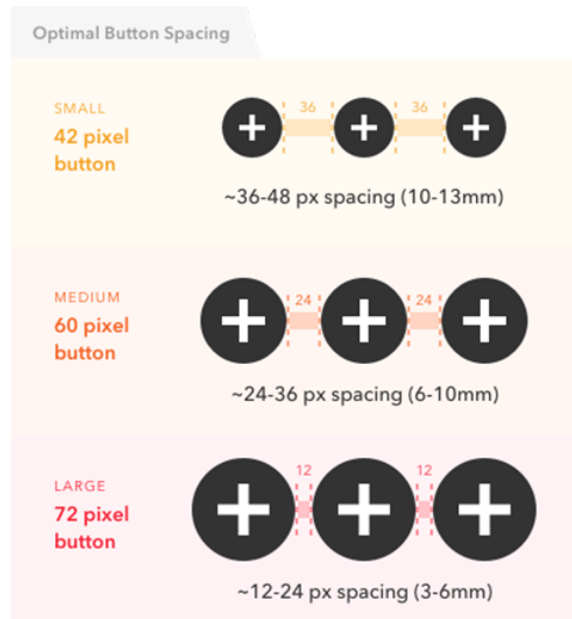 Optimal Button Spacing
SMALL
42 pixel
button
36
36
~36-48 px spacing (10-13mm)
MEDIUM
60 pixel
button
24
24
~24-36 px spacing (6-10mm)
LARGE
72 pixel
button
12
12
~12-24 px spacing (3-6mm)